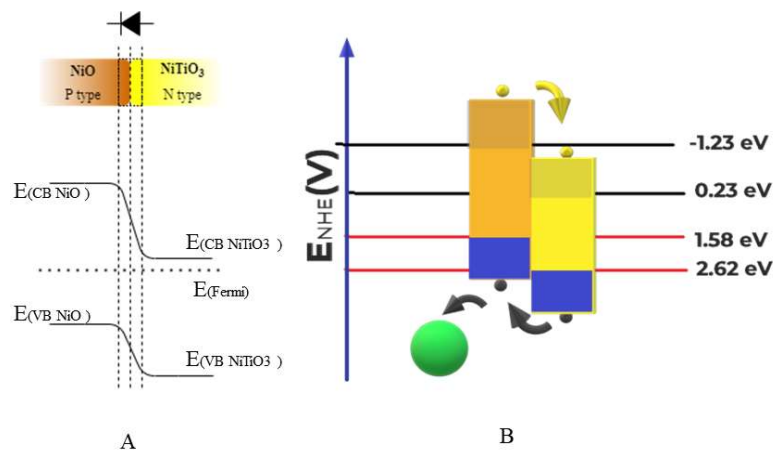 NiO
P type
NiTiO3
N type
E(CB NiO )
E(CB NiTiO3 )
E(Fermi)
E(VB NiO )
E(VB NiTiO3 )
A
ENHE(V)
-1.23 eV
0.23 eV
1.58 eV
2.62 eV
B